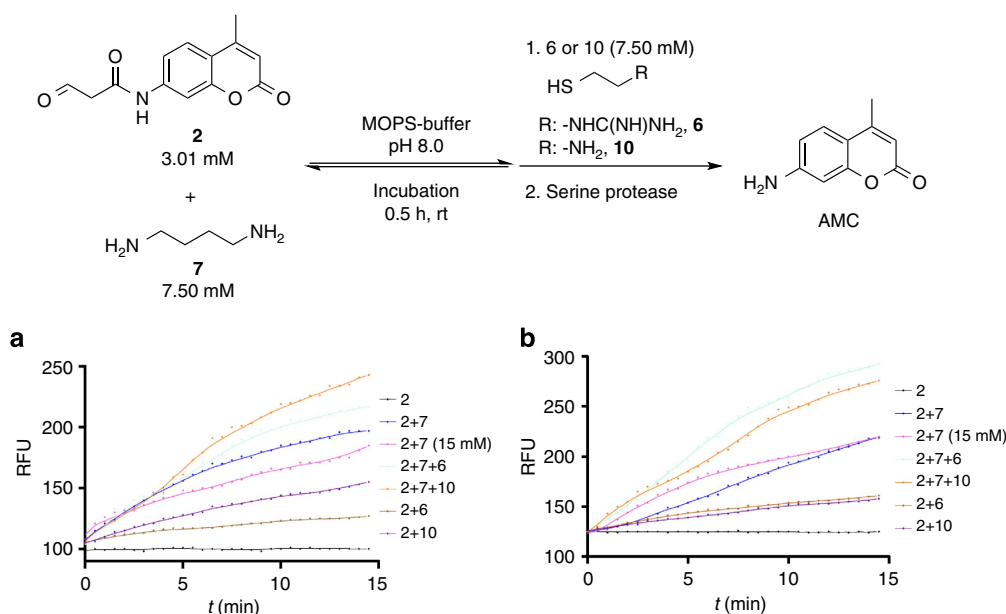 O
O
N
H
O
O
2
3.01 mM
+
H₂N
NH₂
7
7.50 mM
MOPS-buffer
pH 8.0
Incubation
0.5 h, rt
1. 6 or 10 (7.50 mM)
HS
R
R: -NHC(NH)NH₂, 6
R: -NH₂, 10
2. Serine protease
H₂N
O
O
AMC
a
250
200
150
100
RFU
0
5
10
15
t (min)
2
2+7
2+7 (15 mM)
2+7+6
2+7+10
2+6
2+10
b
300
250
200
150
100
RFU
0
5
10
15
t (min)
2
2+7
2+7 (15 mM)
2+7+6
2+7+10
2+6
2+10